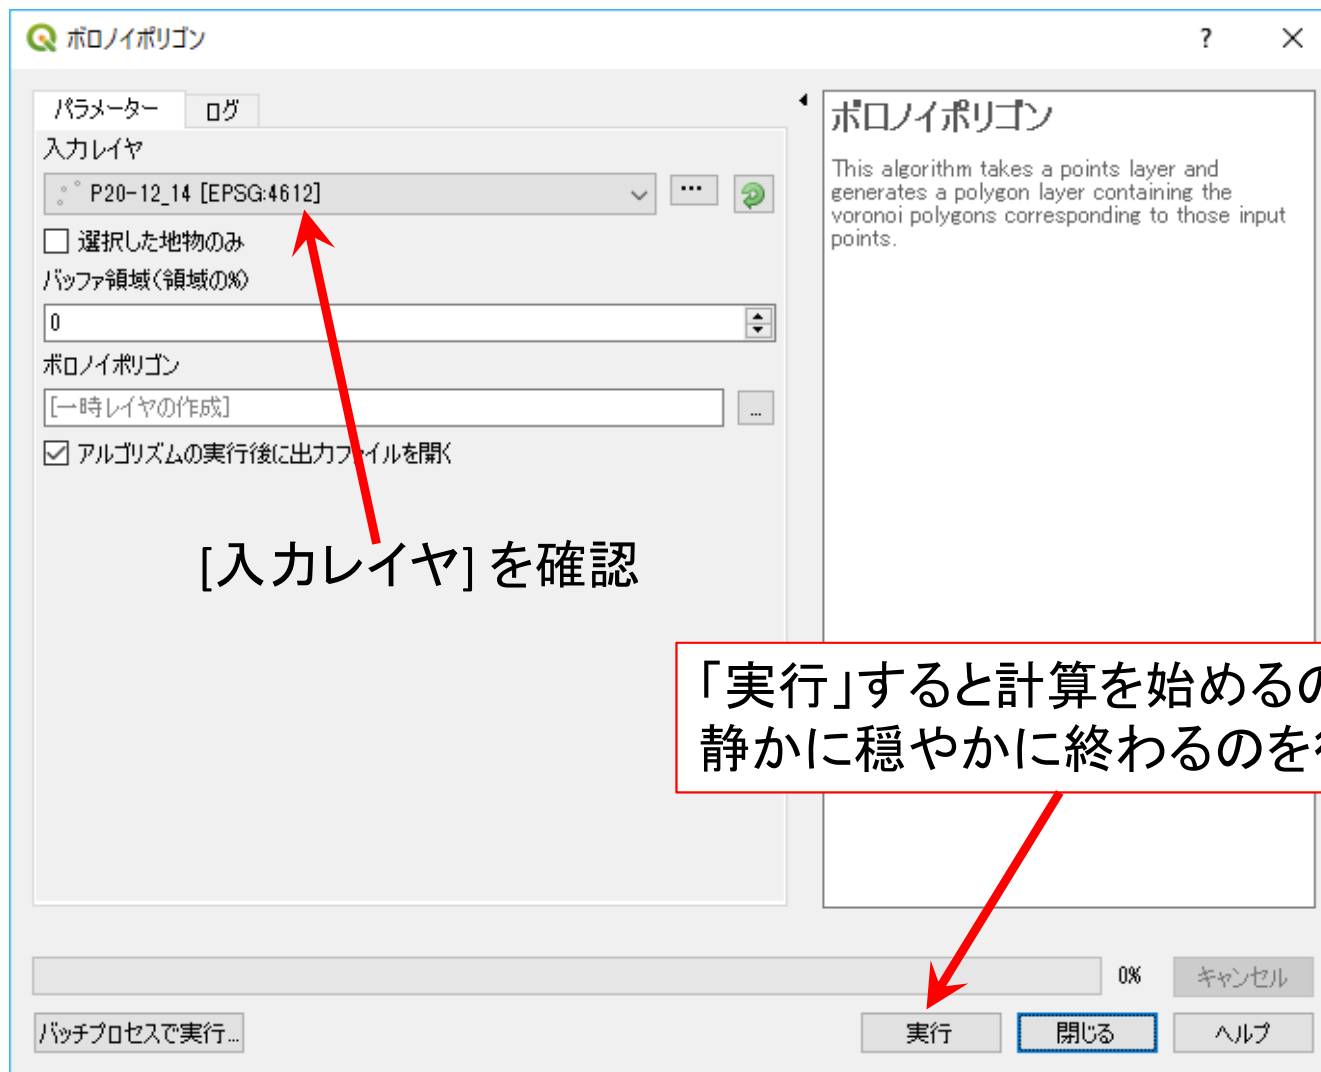 ボロノイポリゴン
?
パラメーター
ログ
入力レイヤ
P20-12_14 [EPSG:4612]
...
選択した地物のみ
バッファ領域(領域の%)
0
ボロノイポリゴン
[一時レイヤの作成]
...
アルゴリズムの実行後に出力ファイルを開く
[入力レイヤ] を確認
ボロノイポリゴン
This algorithm takes a points layer and
generates a polygon layer containing the
voronoi polygons corresponding to those input
points.
「実行」すると計算を始めるの
静かに穏やかに終わるのを
0%
キャンセル
バッチプロセスで実行...
実行
閉じる
ヘルプ